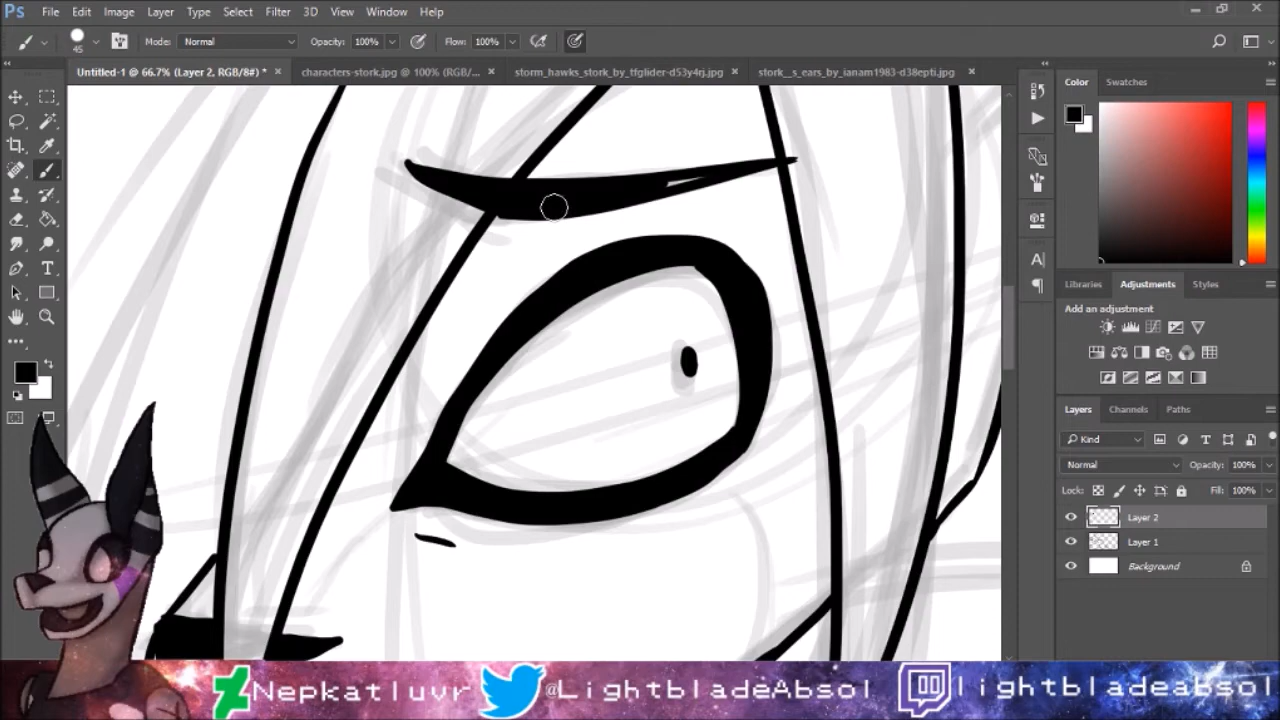 Ps File Edit Image Layer Type Select Filter 3D View Window Help
45 Mode: Normal Opacity: 100% Flow: 100%
Untitled-1 @ 66.7% (Layer 2, RGB/8#) * × characters-stork.jpg @ 100% (RGB/... × storm_hawks_stork_by_tfglider-d53y4rj.jpg × stork__s_ears_by_ianam1983-d38epti.jpg ×
Color Swatches
Libraries Adjustments Styles
Add an adjustment
Layers Channels Paths
Kind
Normal Opacity: 100%
Lock: Fill: 100%
Layer 2
Layer 1
Background
Nepkatluvr @LightbladeAbsol lightbladeabsol